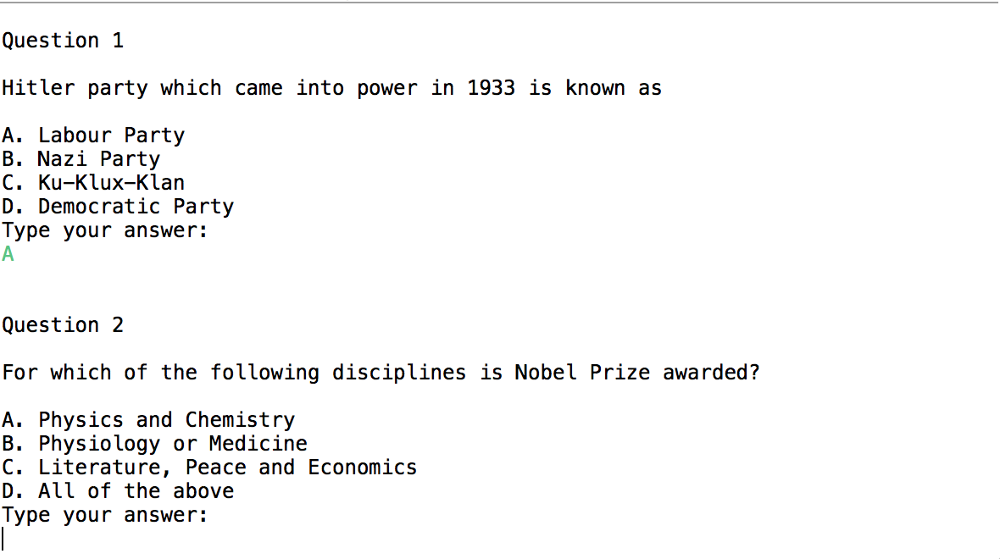 Question 1
Hitler party which came into power in 1933 is known as
A. Labour Party
B. Nazi Party
C. Ku-Klux-Klan
D. Democratic Party
Type your answer:
A
Question 2
For which of the following disciplines is Nobel Prize awarded?
A. Physics and Chemistry
B. Physiology or Medicine
C. Literature, Peace and Economics
D. All of the above
Type your answer: